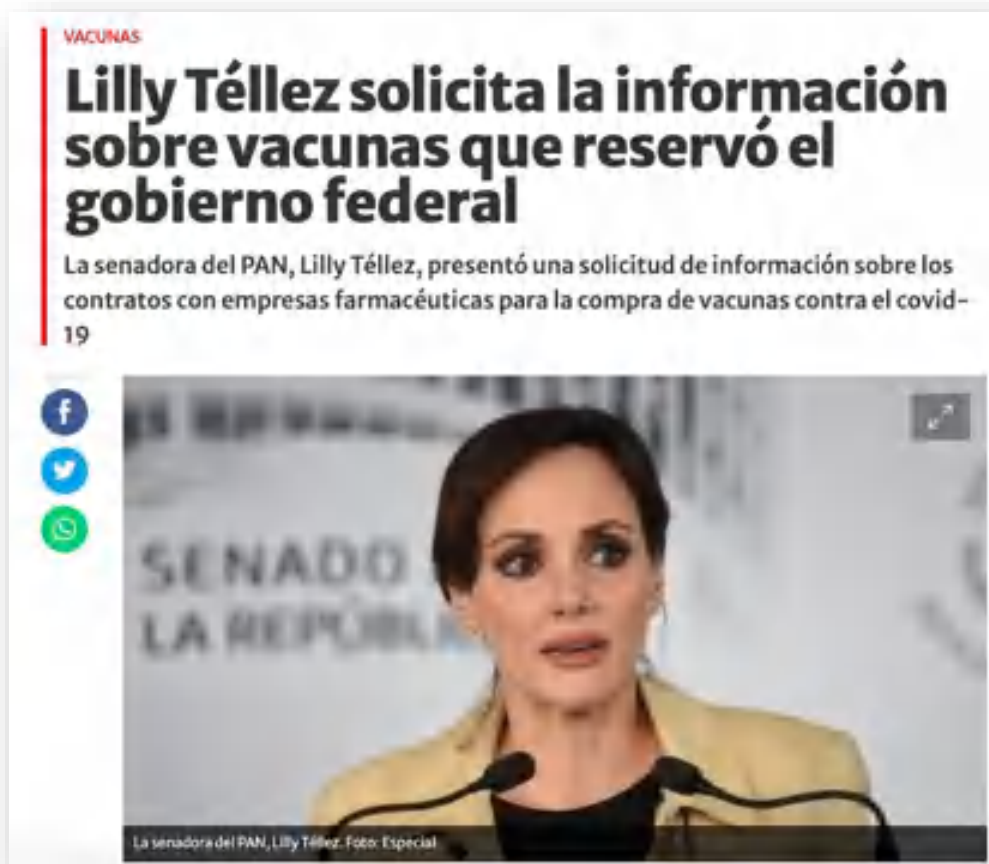 VACUNAS
Lilly Téllez solicita la información
sobre vacunas que reservó el
gobierno federal
La senadora del PAN, Lilly Téllez, presentó una solicitud de información sobre los
contratos con empresas farmacéuticas para la compra de vacunas contra el covid-
19
SENADO
LA REPÚBL
La senadora del PAN, Lilly Téllez. Foto: Especial